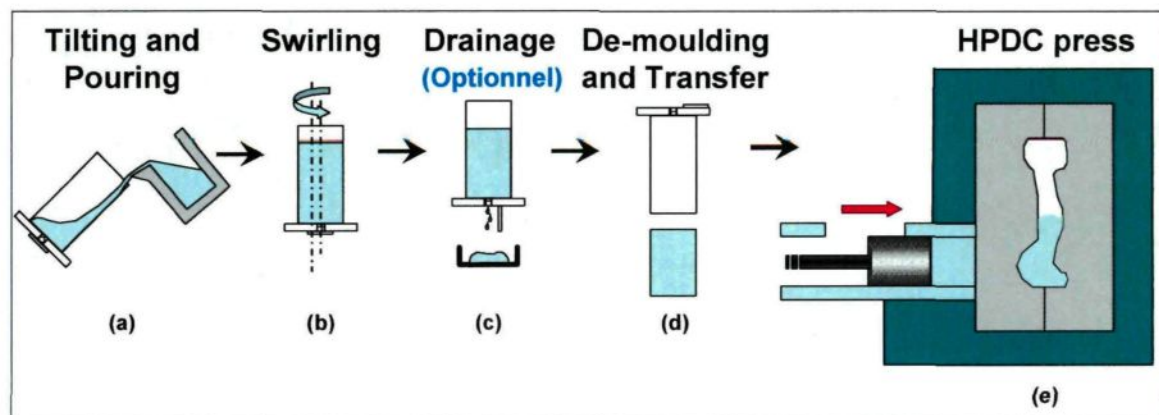 Tilting and
Pouring
Swirling
Drainage
(Optionnel)
De-moulding
and Transfer
HPDC press
(a)
(b)
(c)
(d)
(e)